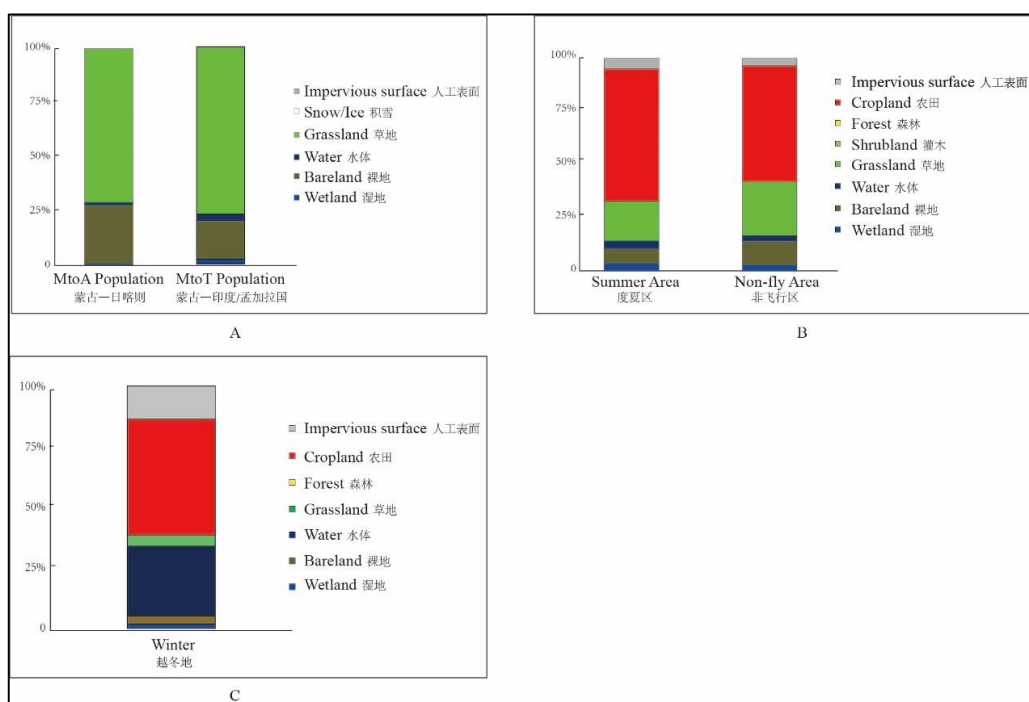 100%
75%
50%
25%
0
Impervious surface 人工表面
Snow/Ice 积雪
Grassland 草地
Water 水体
Bareland 裸地
Wetland 湿地
MtoA Population
蒙古一日喀则
MtoT Population
蒙古一印度/孟加拉国
A
100%
75%
50%
25%
0
Impervious surface 人工表面
Cropland 农田
Forest 森林
Shrubland 灌木
Grassland 草地
Water 水体
Bareland 裸地
Wetland 湿地
Summer Area
度夏区
Non-fly Area
非飞行区
B
100%
75%
50%
25%
0
Impervious surface 人工表面
Cropland 农田
Forest 森林
Grassland 草地
Water 水体
Bareland 裸地
Wetland 湿地
Winter
越冬地
C